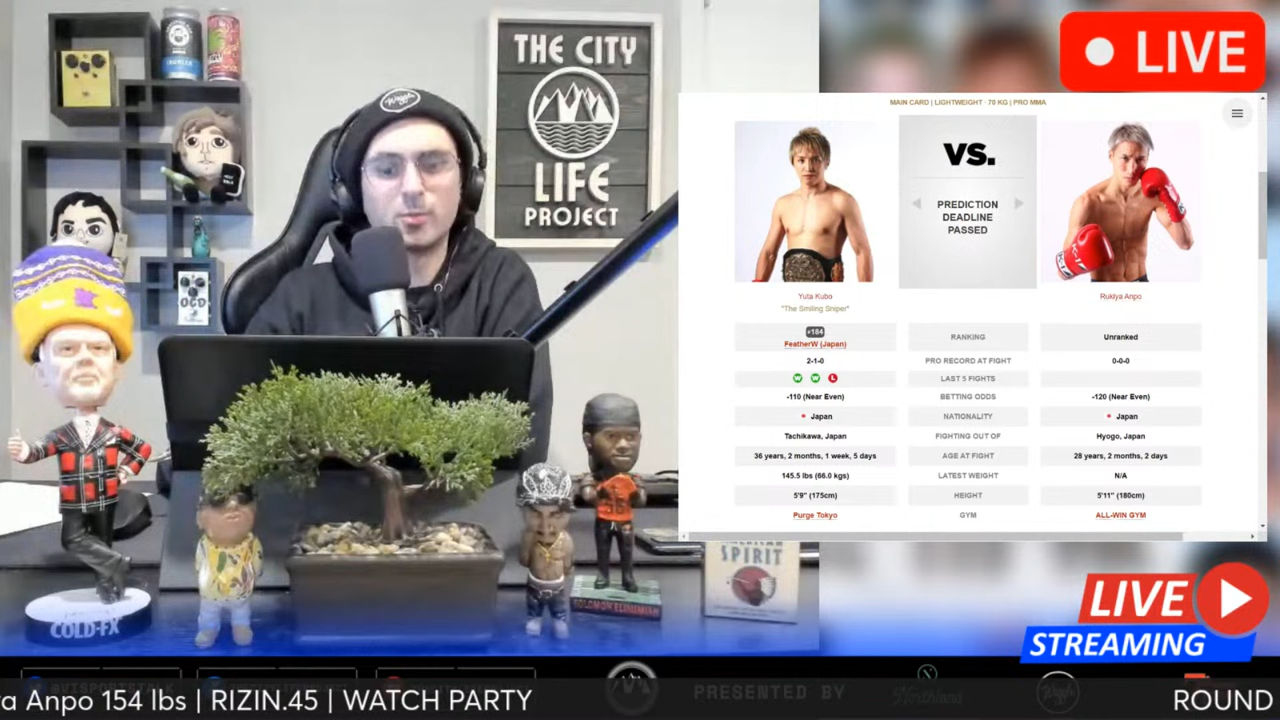 THE CITY
LIFE
PROJECT
Waggle
OCD
COLD-FX
SOLOMON ELIMIMIAN
SPIRIT
LIVE
MAIN CARD | LIGHTWEIGHT · 70 KG | PRO MMA
VS.
PREDICTION
DEADLINE
PASSED
K-1
Yuta Kubo
Rukiya Anpo
"The Smiling Sniper"
+184
FeatherW (Japan)
RANKING
Unranked
2-1-0
PRO RECORD AT FIGHT
0-0-0
W W L
LAST 5 FIGHTS
-110 (Near Even)
BETTING ODDS
-120 (Near Even)
Japan
NATIONALITY
Japan
Tachikawa, Japan
FIGHTING OUT OF
Hyogo, Japan
36 years, 2 months, 1 week, 5 days
AGE AT FIGHT
28 years, 2 months, 2 days
145.5 lbs (66.0 kgs)
LATEST WEIGHT
N/A
5'9" (175cm)
HEIGHT
5'11" (180cm)
Purge Tokyo
GYM
ALL-WIN GYM
LIVE
STREAMING
PRESENTED BY
Northland
Waggle
a Anpo 154 lbs | RIZIN.45 | WATCH PARTY
ROUND